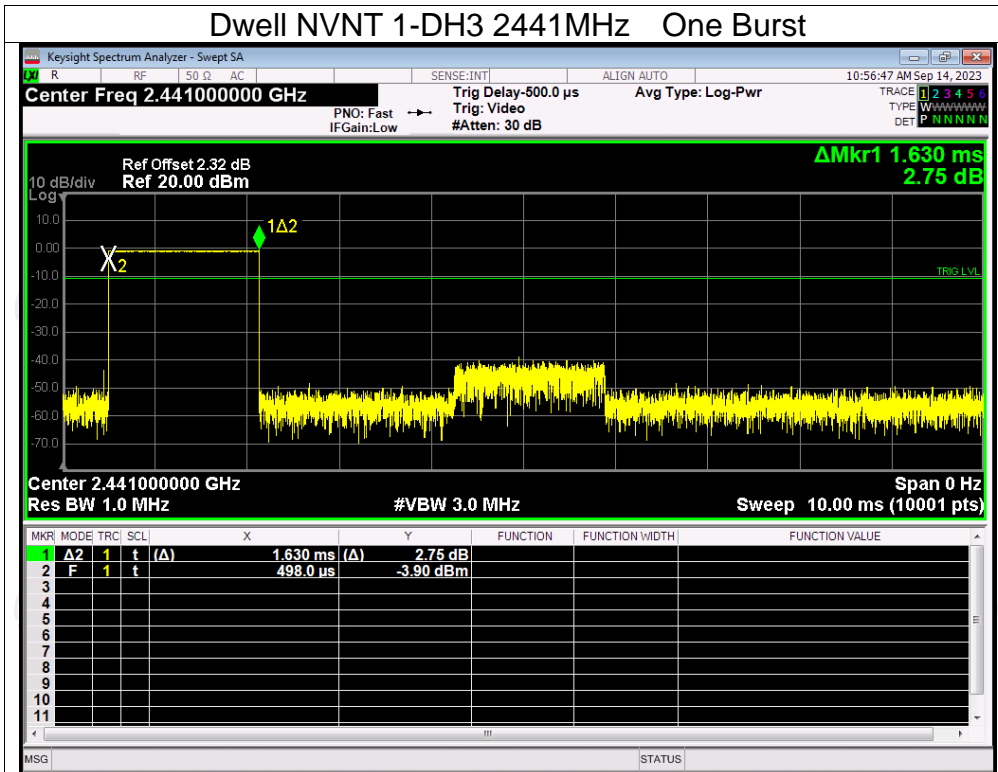 Dwell NVNT 1-DH3 2441MHz One Burst
Keysight Spectrum Analyzer - Swept SA
LXI R RF 50 Ω AC SENSE:INT ALIGN AUTO 10:56:47 AM Sep 14, 2023
Center Freq 2.441000000 GHz Trig Delay-500.0 µs Avg Type: Log-Pwr TRACE 1 2 3 4 5 6
PNO: Fast Trig: Video TYPE WWWWWWW
IFGain:Low #Atten: 30 dB DET P N N N N N
ΔMkr1 1.630 ms
2.75 dB
Ref Offset 2.32 dB
10 dB/div Ref 20.00 dBm
Log
10.0
1Δ2
0.00
X2
-10.0
TRIG LVL
-20.0
-30.0
-40.0
-50.0
-60.0
-70.0
Center 2.441000000 GHz Span 0 Hz
Res BW 1.0 MHz #VBW 3.0 MHz Sweep 10.00 ms (10001 pts)
MKR MODE TRC SCL X Y FUNCTION FUNCTION WIDTH FUNCTION VALUE
1 Δ2 1 t (Δ) 1.630 ms (Δ) 2.75 dB
2 F 1 t 498.0 µs -3.90 dBm
3
4
5
6
7
8
9
10
11
MSG STATUS